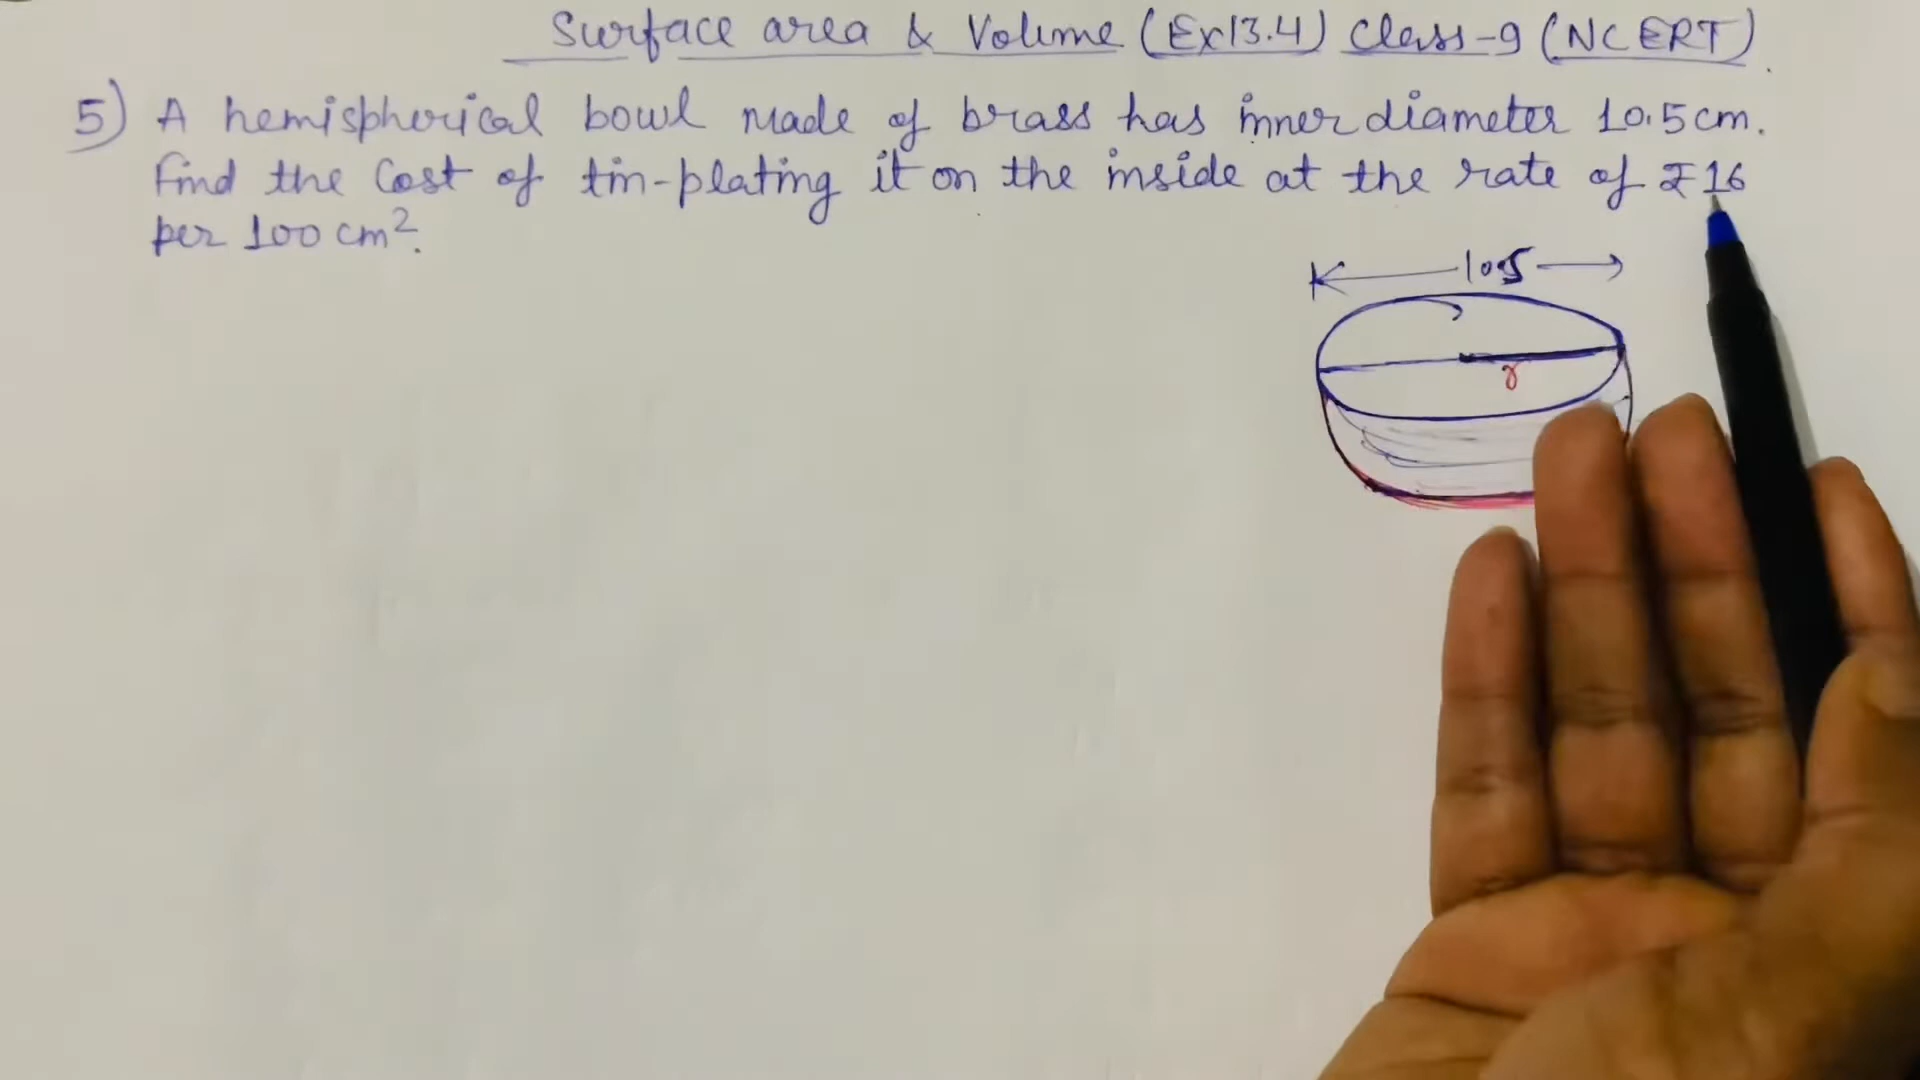 Surface area & Volume (Ex13.4) Class-9 (NCERT)
5) A hemispherical bowl made of brass has inner diameter 10.5 cm.
Find the Cost of tin-plating it on the inside at the rate of ₹16
per 100 cm².
10.5
r